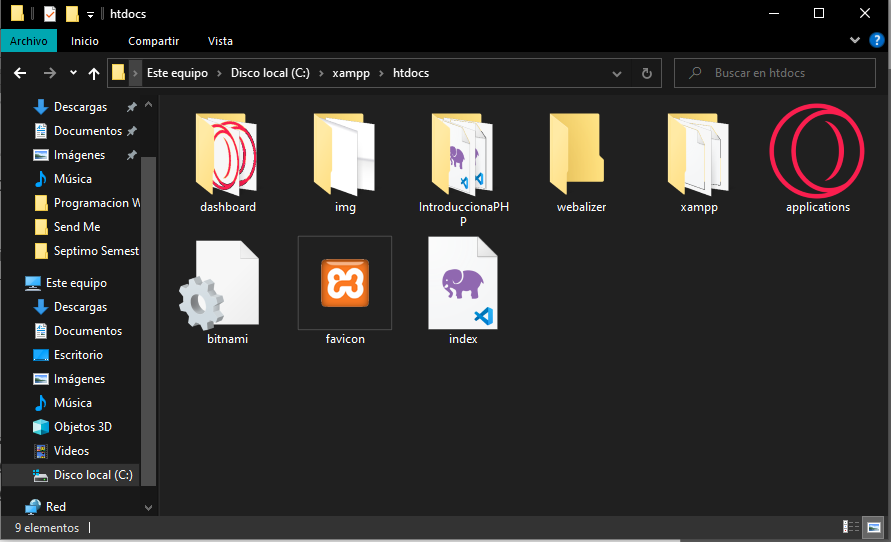 htdocs
Archivo
Inicio
Compartir
Vista
Este equipo > Disco local (C:) > xampp > htdocs
Buscar en htdocs
Descargas
Documentos
Imágenes
Música
Programacion W
Send Me
Septimo Semest
Este equipo
Descargas
Documentos
Escritorio
Imágenes
Música
Objetos 3D
Videos
Disco local (C:)
Red
dashboard
img
IntroduccionaPH
P
webalizer
xampp
applications
bitnami
favicon
index
9 elementos